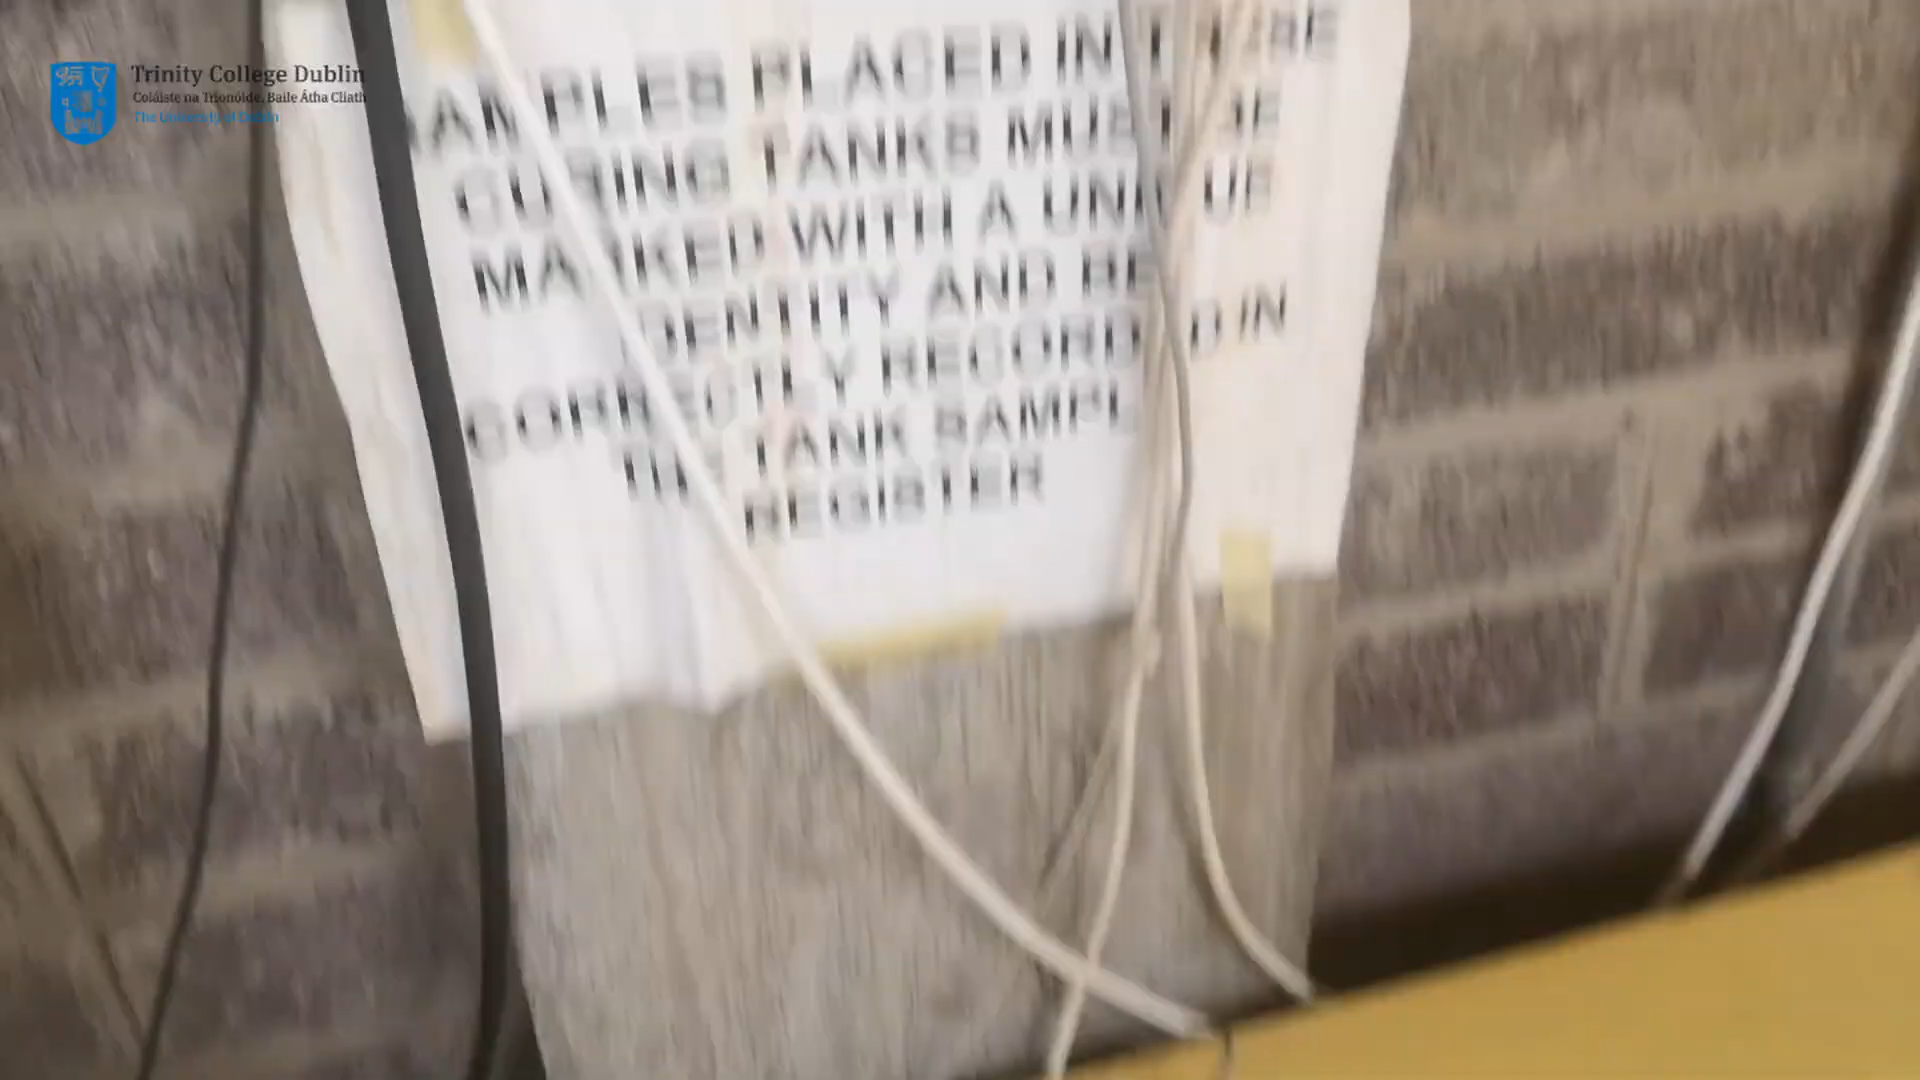 Trinity College Dublin
Coláiste na Tríonóide, Baile Átha Cliath
The University of Dublin
SAMPLES PLACED IN THE
CURING TANKS MUST BE
MARKED WITH A UNIQUE
IDENTITY AND BE
CORRECTLY RECORDED IN
THE TANK SAMPLE
REGISTER